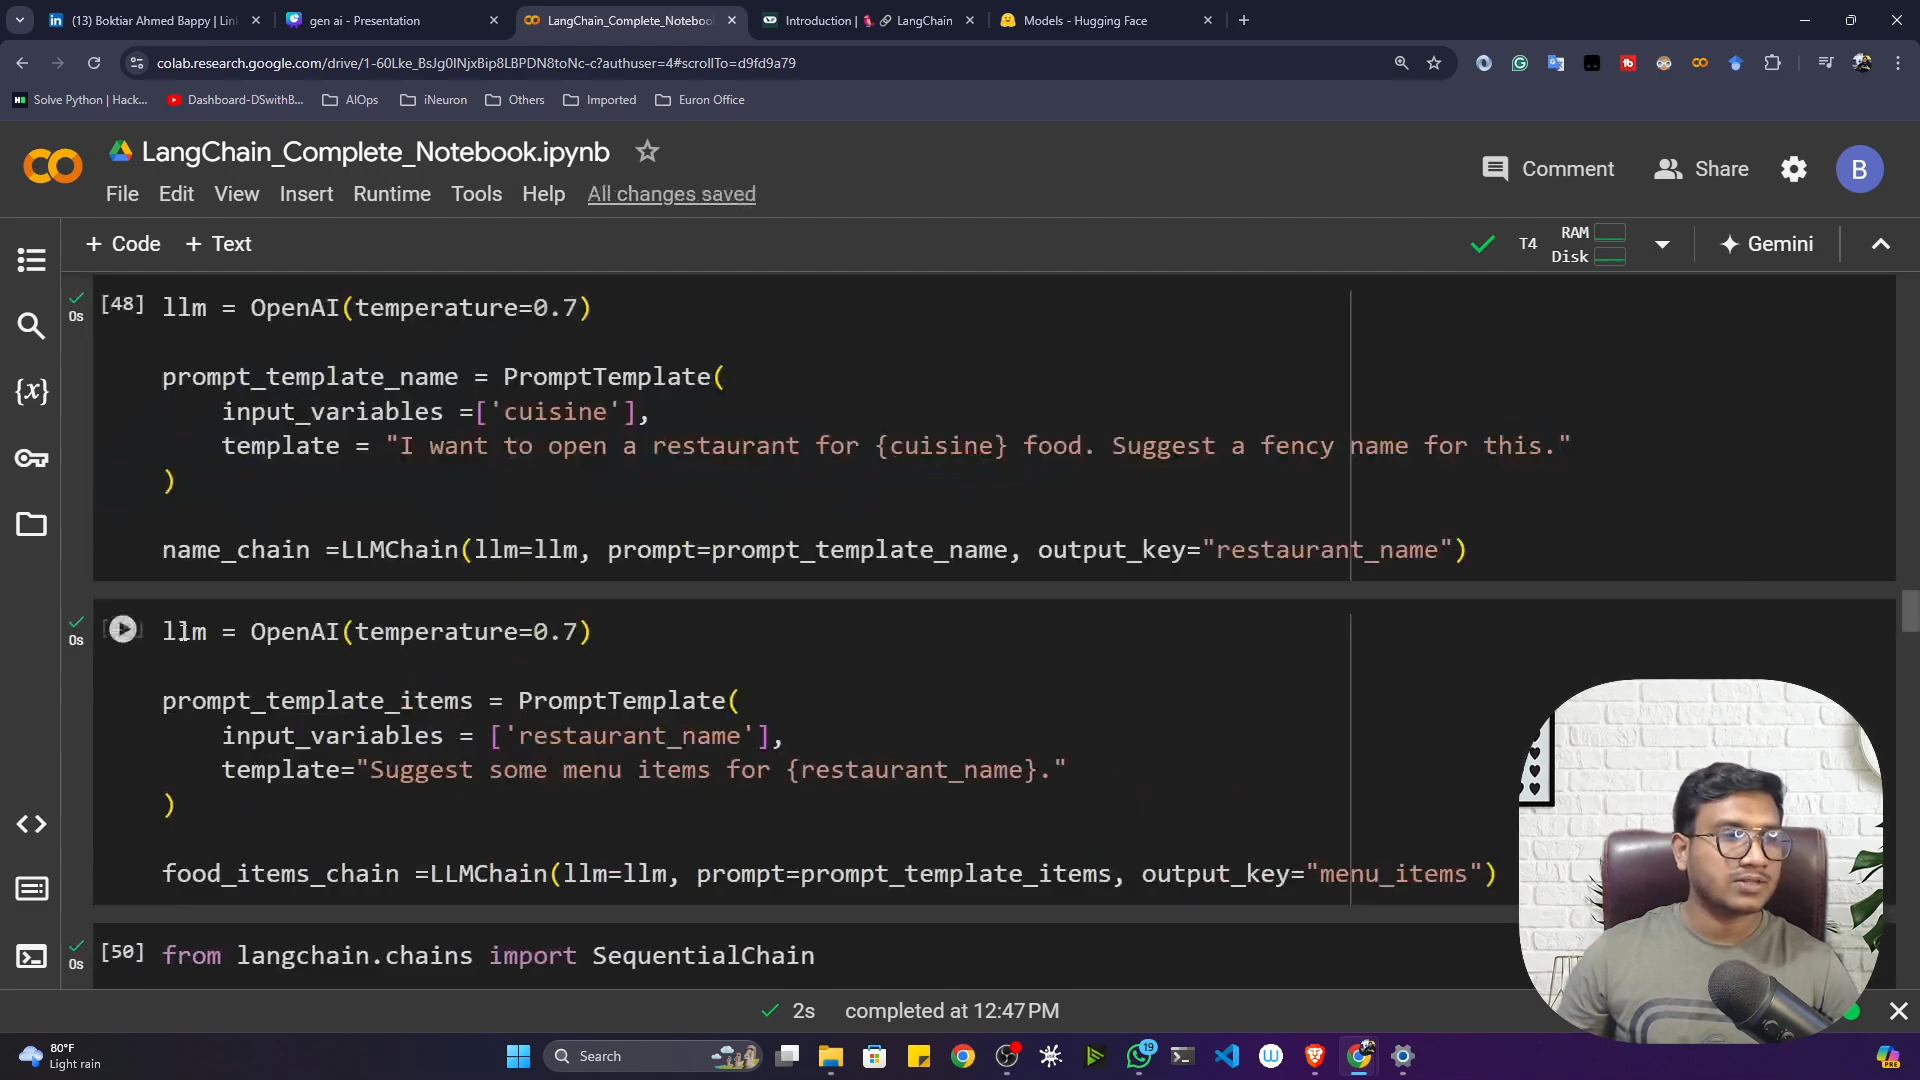 (13) Boktiar Ahmed Bappy | Lin
gen ai - Presentation
LangChain_Complete_Notebook
Introduction | 🦜️🔗 LangChain
Models - Hugging Face
colab.research.google.com/drive/1-60Lke_BsJg0INjxBip8LBPDN8toNc-c?authuser=4#scrollTo=d9fd9a79
Solve Python | Hack...
Dashboard-DSwithB...
AIOps
iNeuron
Others
Imported
Euron Office
LangChain_Complete_Notebook.ipynb
Comment
Share
B
File Edit View Insert Runtime Tools Help All changes saved
+ Code + Text
T4
RAM
Disk
Gemini
[48] llm = OpenAI(temperature=0.7)
0s
prompt_template_name = PromptTemplate(
input_variables =['cuisine'],
template = "I want to open a restaurant for {cuisine} food. Suggest a fency name for this."
)
name_chain =LLMChain(llm=llm, prompt=prompt_template_name, output_key="restaurant_name")
llm = OpenAI(temperature=0.7)
0s
prompt_template_items = PromptTemplate(
input_variables = ['restaurant_name'],
template="Suggest some menu items for {restaurant_name}."
)
food_items_chain =LLMChain(llm=llm, prompt=prompt_template_items, output_key="menu_items")
[50] from langchain.chains import SequentialChain
0s
2s completed at 12:47 PM
80°F
Light rain
Search
19